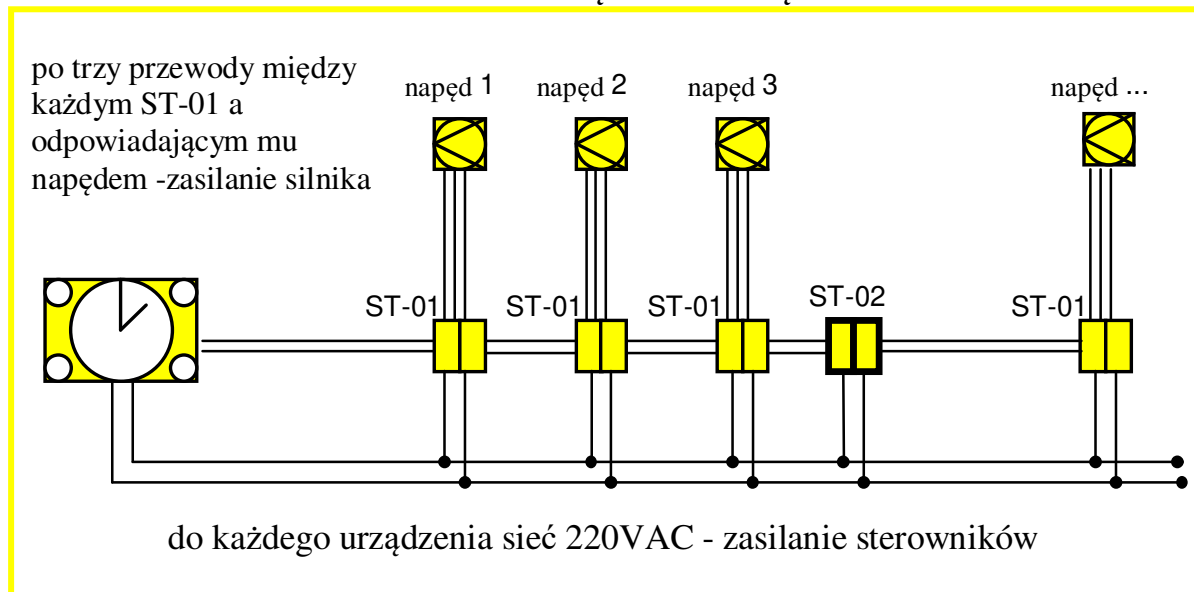 po trzy przewody między
każdym ST-01 a
odpowiadającym mu
napędem -zasilanie silnika
napęd 1
napęd 2
napęd 3
napęd ...
ST-01
ST-01
ST-01
ST-02
ST-01
do każdego urządzenia sieć 220VAC - zasilanie sterowników